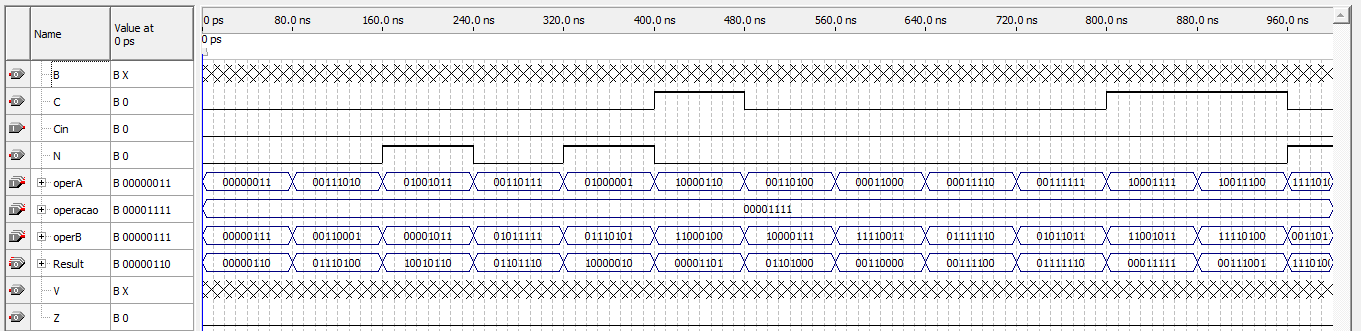 Name Value at 0 ps 0 ps 80.0 ns 160.0 ns 240.0 ns 320.0 ns 400.0 ns 480.0 ns 560.0 ns 640.0 ns 720.0 ns 800.0 ns 880.0 ns 960.0 ns
0 ps
B B X
C B 0
Cin B 0
N B 0
operA B 00000011 00000011 00111010 01001011 00110111 01000001 10000110 00110100 00011000 00011110 00111111 10001111 10011100 1111010
operacao B 00001111 00001111
operB B 00000111 00000111 00110001 00001011 01011111 01110101 11000100 10000111 11110011 01111110 01011011 11001011 11110100 001101
Result B 00000110 00000110 01110100 10010110 01101110 10000010 00001101 01101000 00110000 00111100 01111110 00011111 00111001 111010
V B X
Z B 0